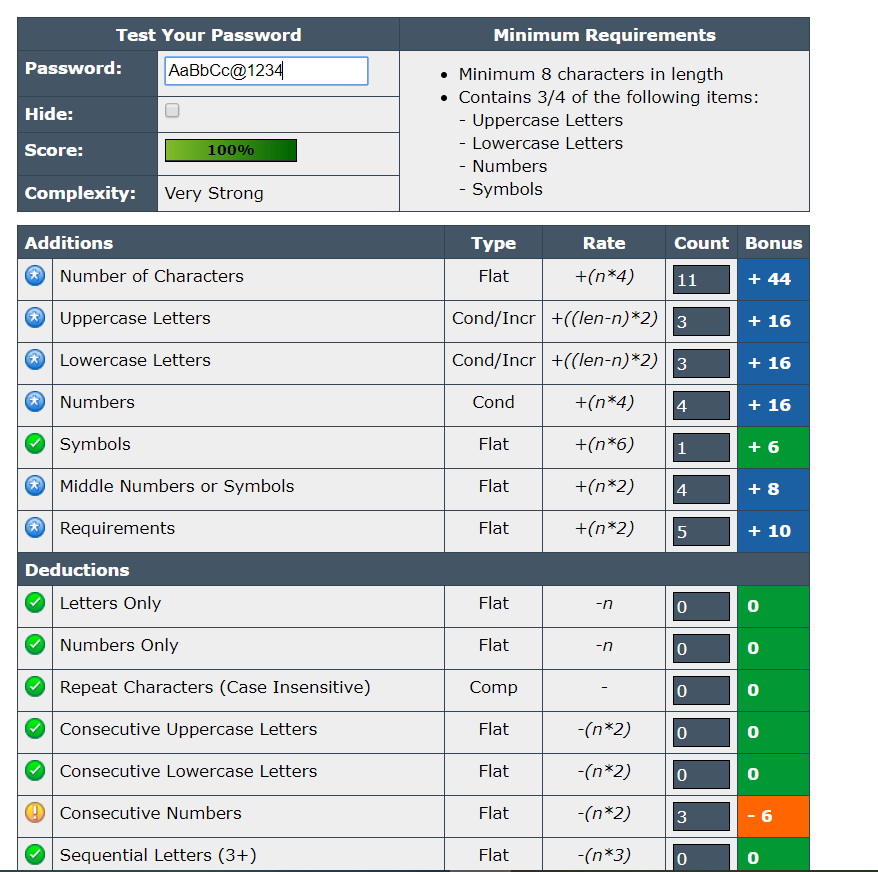 Test Your Password
Minimum Requirements
Password: AaBbCc@1234
Hide:
Score: 100%
Complexity: Very Strong
• Minimum 8 characters in length
• Contains 3/4 of the following items:
- Uppercase Letters
- Lowercase Letters
- Numbers
- Symbols
Additions Type Rate Count Bonus
Number of Characters Flat +(n*4) 11 + 44
Uppercase Letters Cond/Incr +((len-n)*2) 3 + 16
Lowercase Letters Cond/Incr +((len-n)*2) 3 + 16
Numbers Cond +(n*4) 4 + 16
Symbols Flat +(n*6) 1 + 6
Middle Numbers or Symbols Flat +(n*2) 4 + 8
Requirements Flat +(n*2) 5 + 10
Deductions
Letters Only Flat -n 0 0
Numbers Only Flat -n 0 0
Repeat Characters (Case Insensitive) Comp - 0 0
Consecutive Uppercase Letters Flat -(n*2) 0 0
Consecutive Lowercase Letters Flat -(n*2) 0 0
Consecutive Numbers Flat -(n*2) 3 - 6
Sequential Letters (3+) Flat -(n*3) 0 0